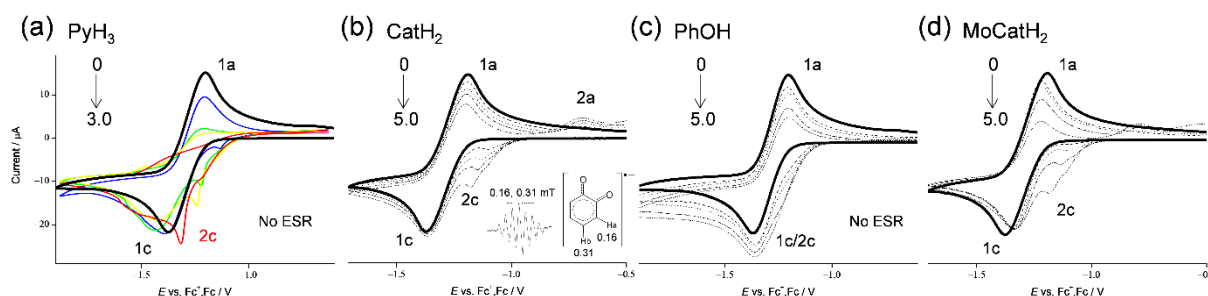 (a) PyH3
0
3.0
1a
10
0
−10
20
Current / μA
1c
2c
No ESR
−1.5
1.0
E vs. Fc+,Fc / V
(b) CatH2
0
5.0
1a
2a
2c
1c
0.16, 0.31 mT
O
O
•−
Ha
0.16
Hb
0.31
−1.5
−1.0
−0.5
E vs. Fc+,Fc / V
(c) PhOH
0
5.0
1a
1c/2c
No ESR
−1.5
−1.0
E vs. Fc+,Fc / V
(d) MoCatH2
0
5.0
1a
2c
1c
−1.5
−1.0
−0
E vs. Fc+,Fc / V